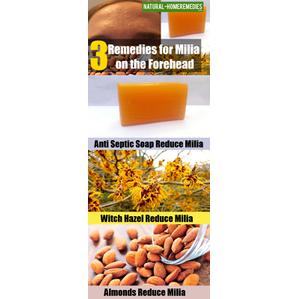 NATURAL-HOMEREMEDIES
3 Remedies for Milia
on the Forehead
Anti Septic Soap Reduce Milia
Witch Hazel Reduce Milia
Almonds Reduce Milia